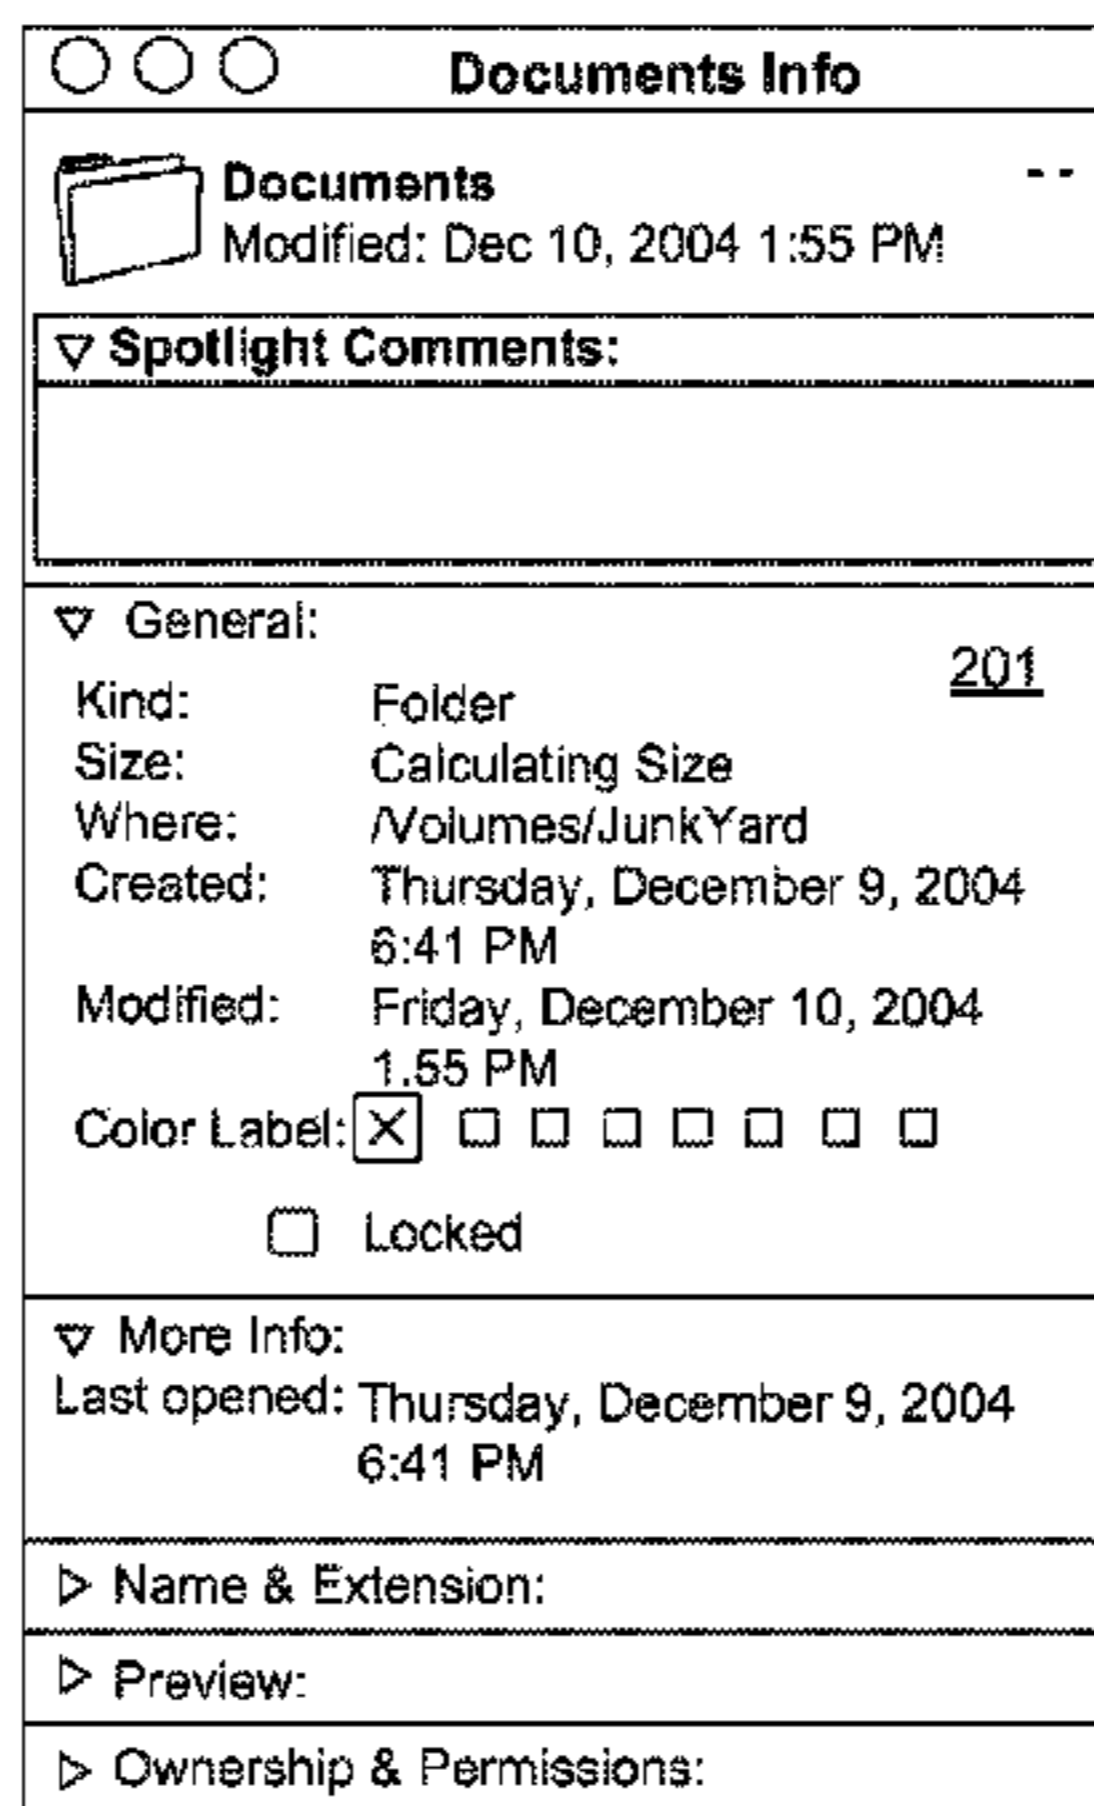 Documents Info
Documents --
Modified: Dec 10, 2004 1:55 PM
Spotlight Comments:
General:
201
Kind: Folder
Size: Calculating Size
Where: /Volumes/JunkYard
Created: Thursday, December 9, 2004
6:41 PM
Modified: Friday, December 10, 2004
1.55 PM
Color Label: X
Locked
More Info:
Last opened: Thursday, December 9, 2004
6:41 PM
Name & Extension:
Preview:
Ownership & Permissions: